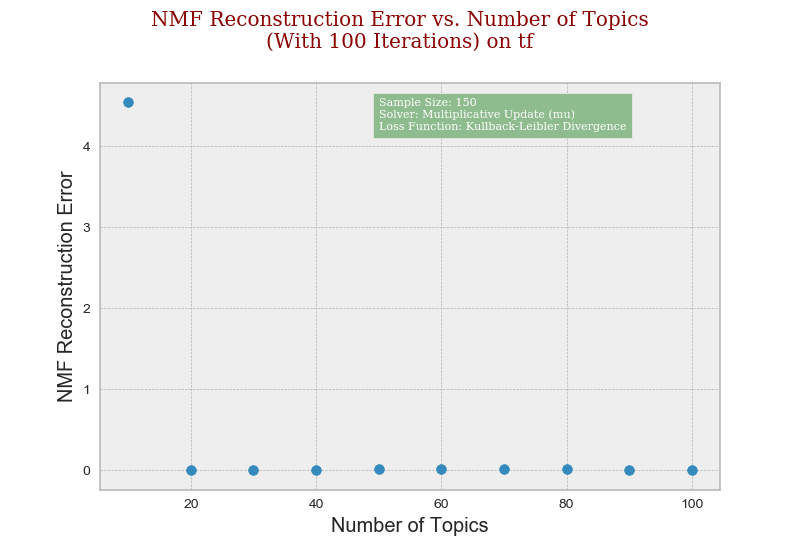 NMF Reconstruction Error vs. Number of Topics
(With 100 Iterations) on tf
Sample Size: 150
Solver: Multiplicative Update (mu)
Loss Function: Kullback-Leibler Divergence
NMF Reconstruction Error
4
3
2
1
0
20 40 60 80 100
Number of Topics